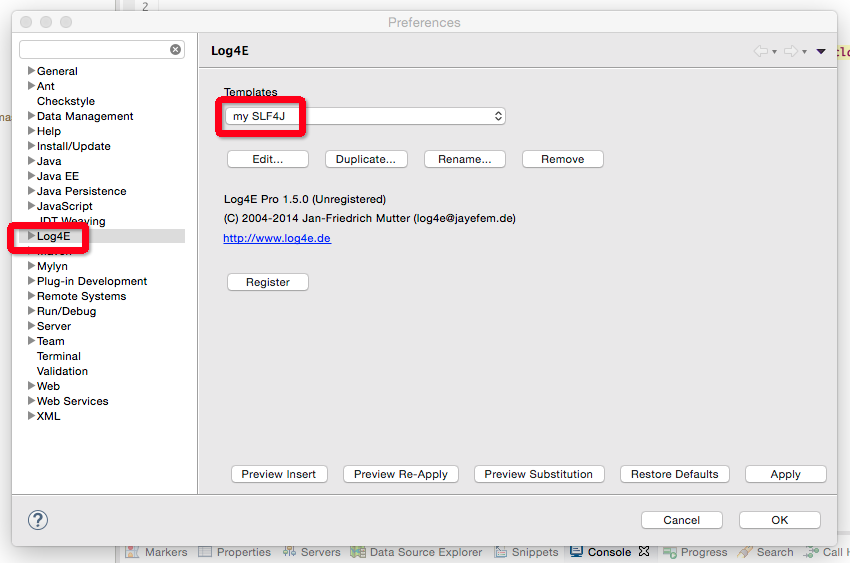 2
Preferences
Log4E
General
Ant
Checkstyle
Data Management
Help
Install/Update
Java
Java EE
Java Persistence
JavaScript
JDT Weaving
Log4E
Mylyn
Plug-in Development
Remote Systems
Run/Debug
Server
Team
Terminal
Validation
Web
Web Services
XML
Templates
my SLF4J
Edit... Duplicate... Rename... Remove
Log4E Pro 1.5.0 (Unregistered)
(C) 2004-2014 Jan-Friedrich Mutter (log4e@jayefem.de)
http://www.log4e.de
Register
Preview Insert Preview Re-Apply Preview Substitution Restore Defaults Apply
? Cancel OK
Markers Properties Servers Data Source Explorer Snippets Console Progress Search Call